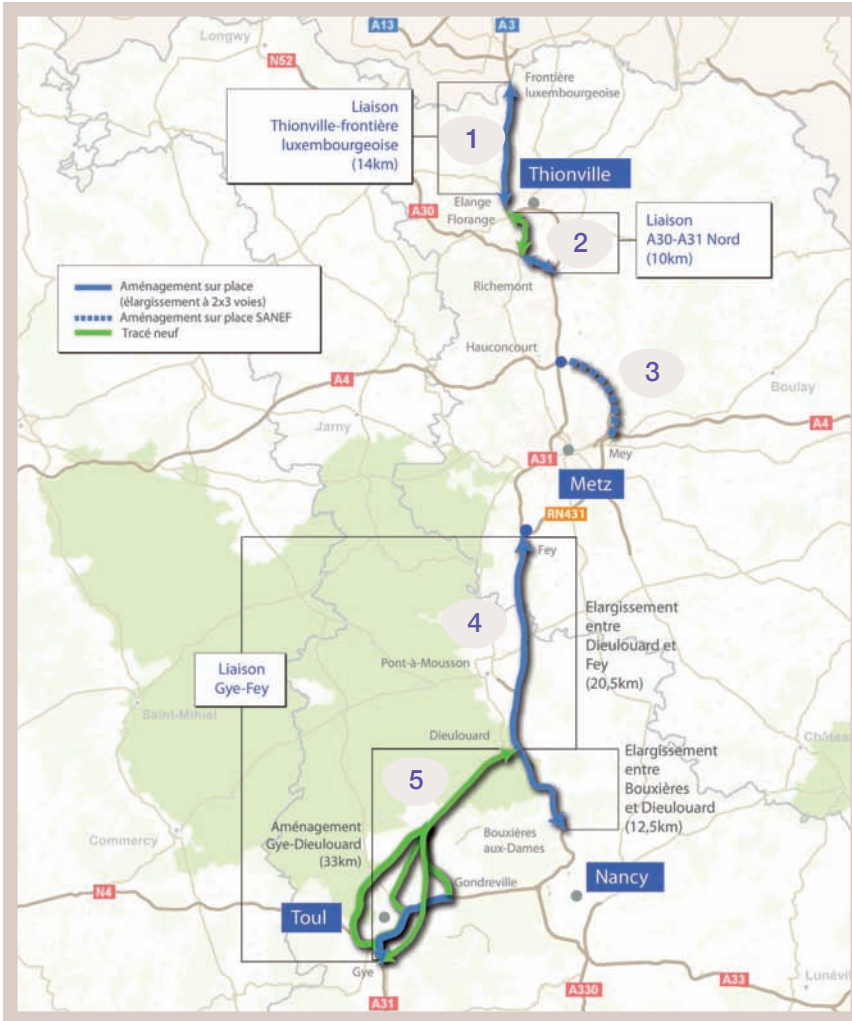 A13
A3
Longwy
N52
Frontière
luxembourgeoise
Liaison
Thionville-frontière
luxembourgeoise
(14km)
1
Thionville
Elange
Florange
A30
2
Liaison
A30-A31 Nord
(10km)
Richemont
Aménagement sur place
(élargissement à 2x3 voies)
Aménagement sur place SANEF
Tracé neuf
Hauconcourt
3
A4
Boulay
Jarny
A4
Mey
A31
Metz
RN431
Fey
4
Elargissement
entre
Dieulouard et
Fey
(20,5km)
Pont-à-Mousson
Liaison
Gye-Fey
Saint-Mihiel
Dieulouard
Château
5
Elargissement
entre
Bouxières
et Dieulouard
(12,5km)
Aménagement
Gye-Dieulouard
(33km)
Commercy
Bouxières
aux-Dames
N4
Gondreville
Nancy
Toul
Gye
A31
A330
A33
Lunévil